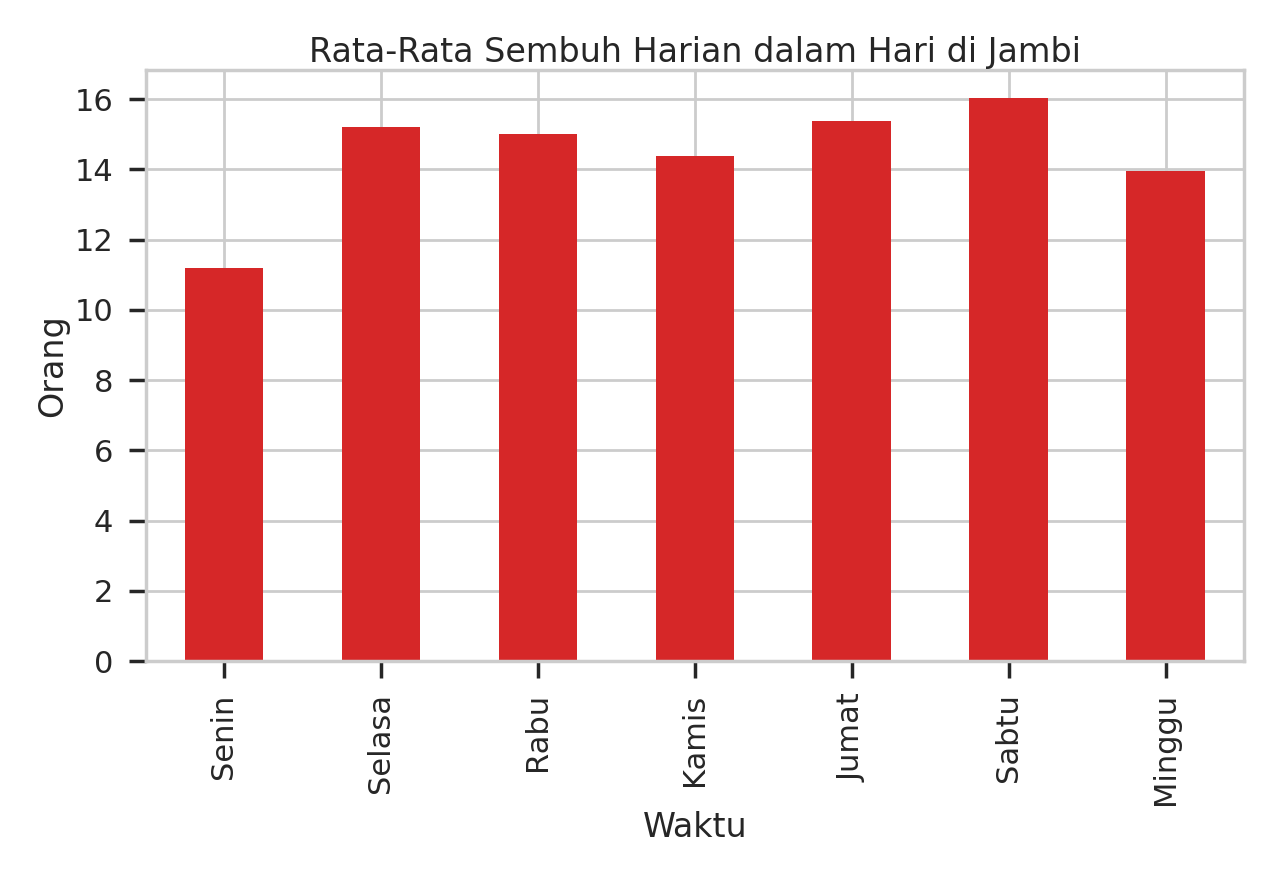 Rata-Rata Sembuh Harian dalam Hari di Jambi
16
14
12
10
8
6
4
2
0
Orang
Senin
Selasa
Rabu
Kamis
Jumat
Sabtu
Minggu
Waktu